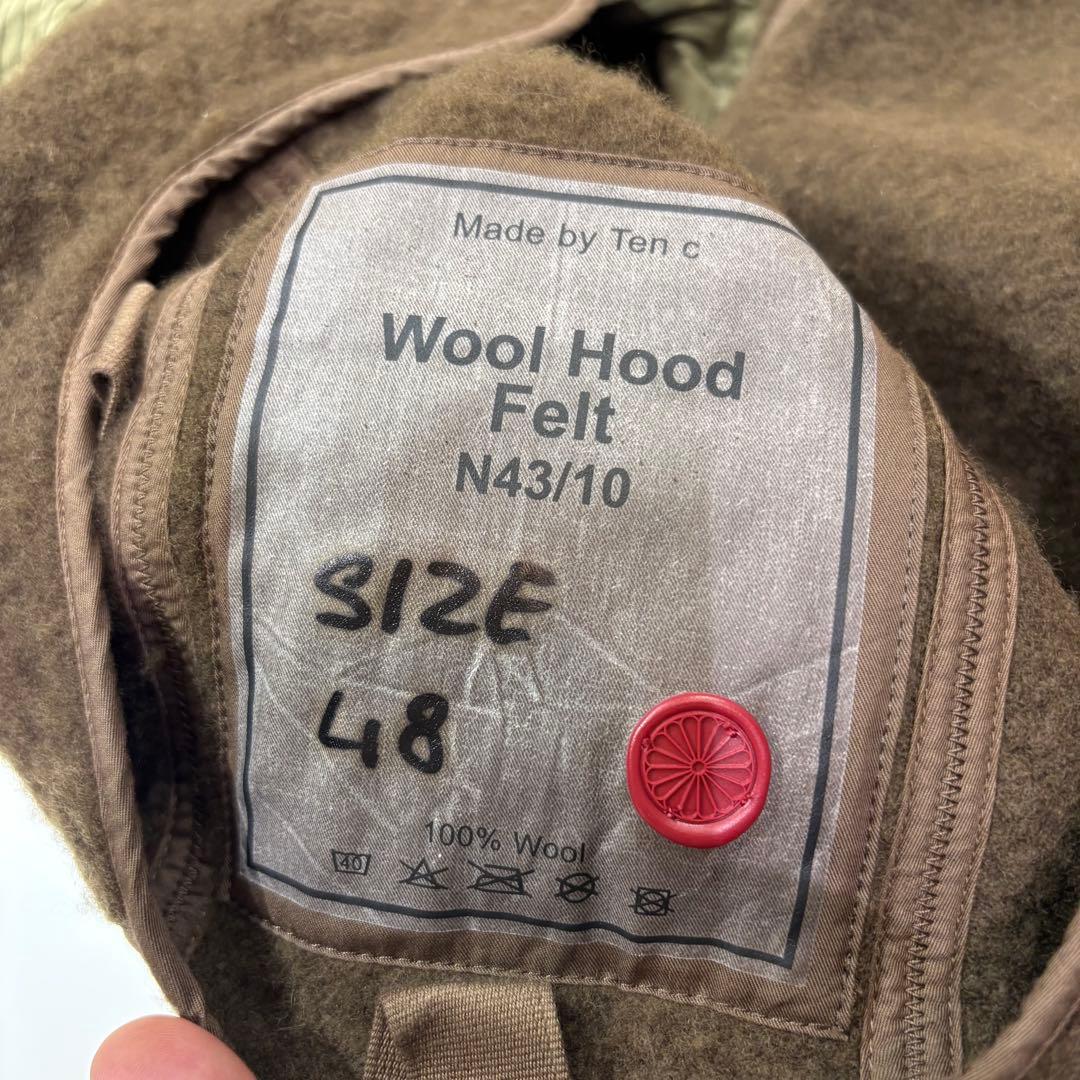 Made by Ten c
Wool Hood
Felt
N43/10
SIZE
48
100% Wool
40